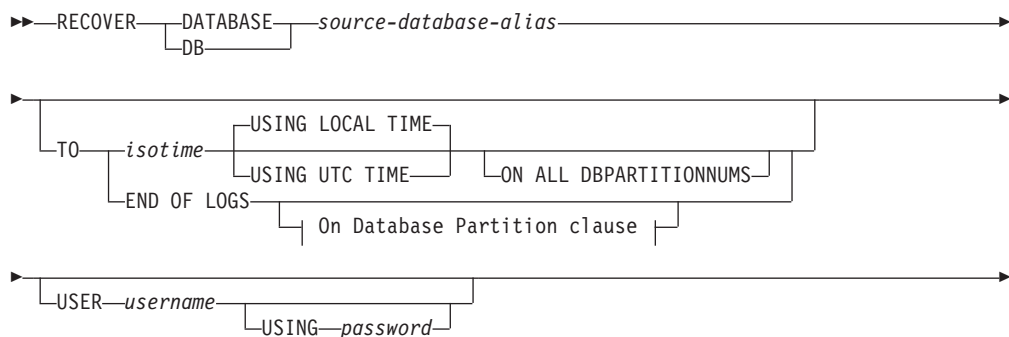 RECOVER DATABASE source-database-alias
DB
USING LOCAL TIME
TO isotime
USING UTC TIME ON ALL DBPARTITIONNUMS
END OF LOGS
On Database Partition clause
USER username
USING password